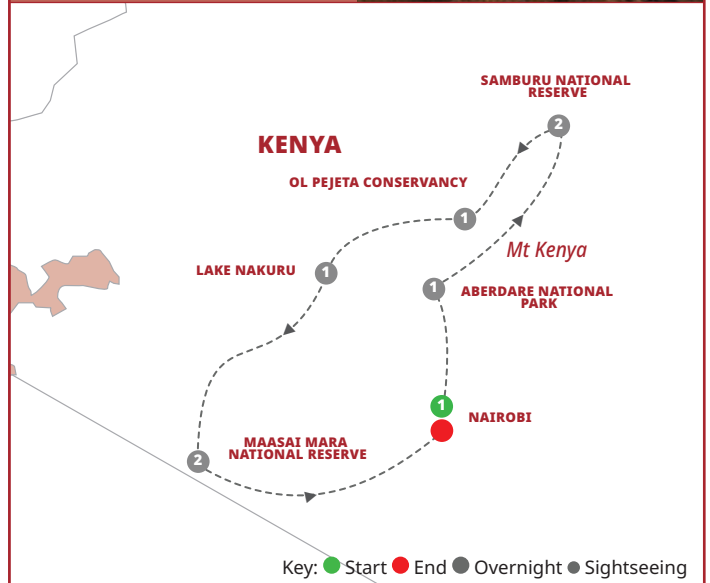 SAMBURU NATIONAL
RESERVE
2
KENYA
OL PEJETA CONSERVANCY
1
Mt Kenya
LAKE NAKURU
1
1
ABERDARE NATIONAL
PARK
1
NAIROBI
MAASAI MARA
NATIONAL RESERVE
2
Key: Start End Overnight Sightseeing